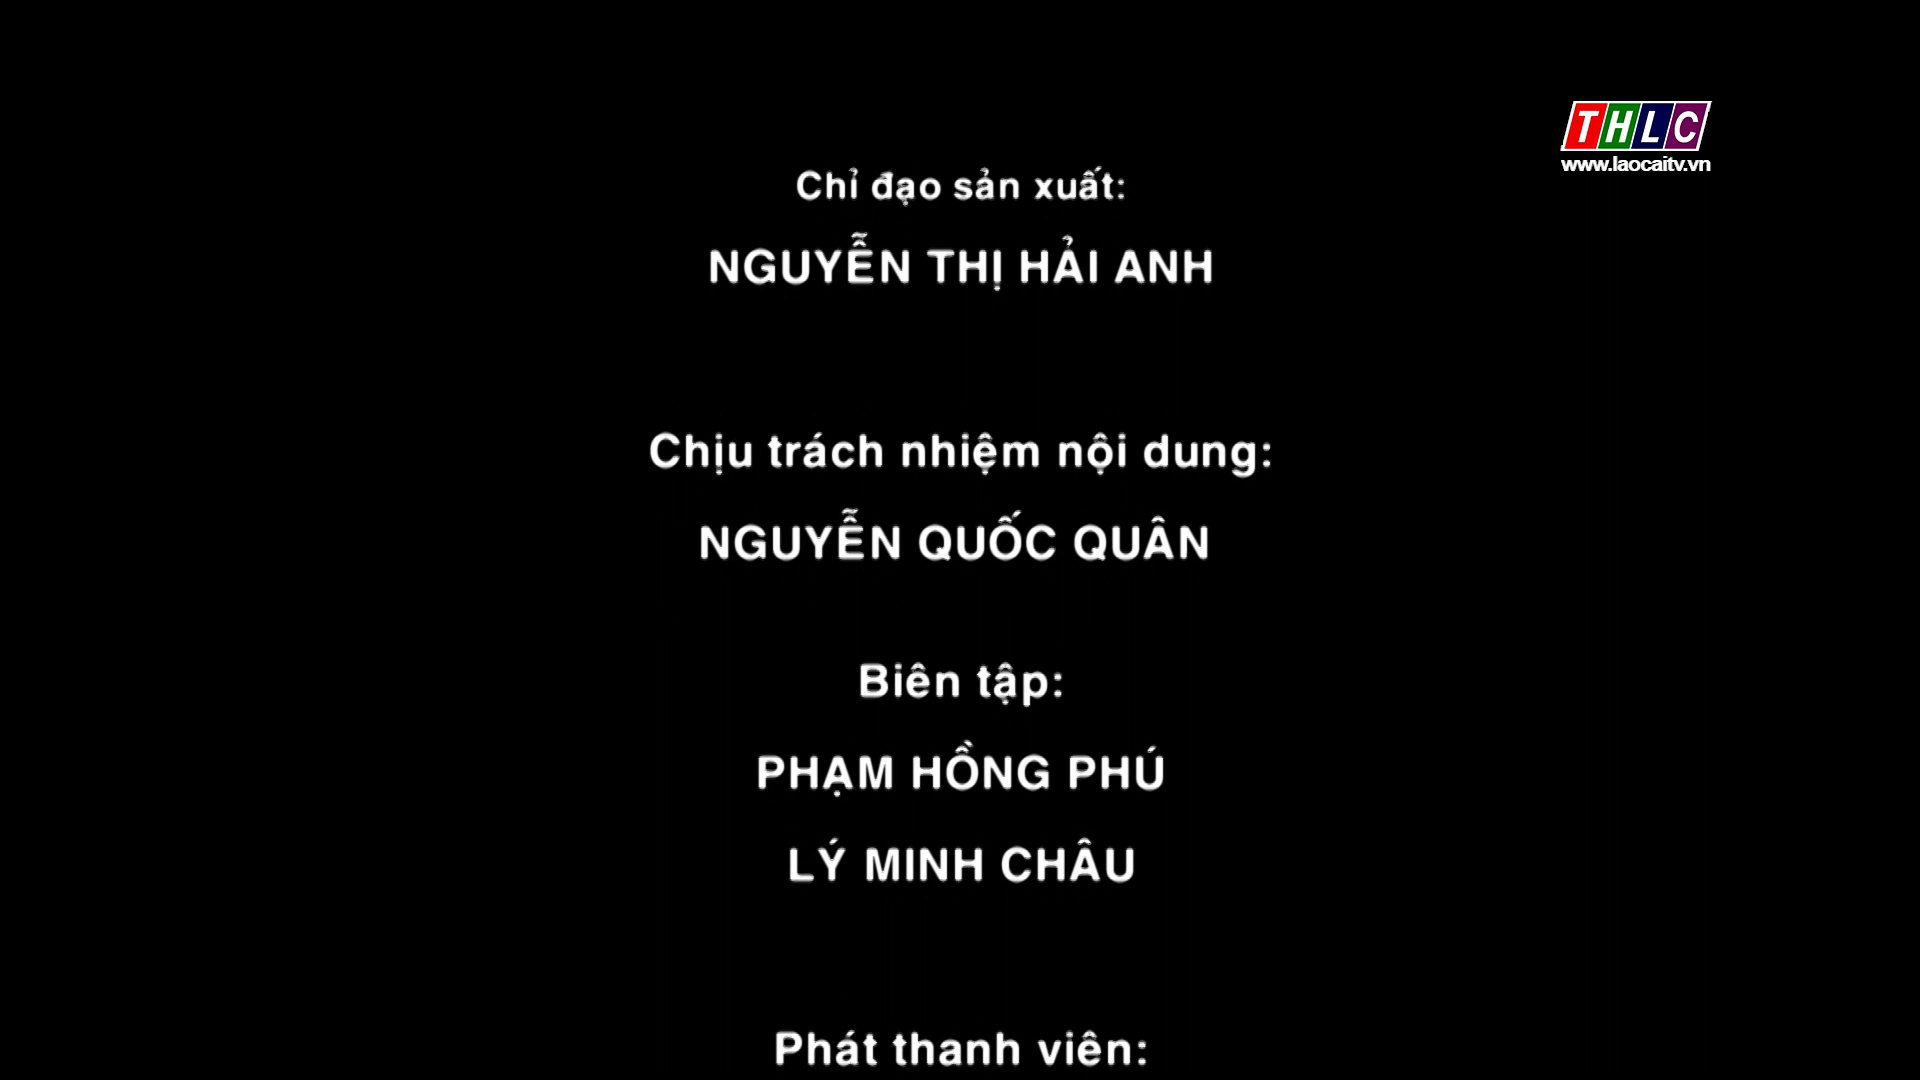 THLC
www.laocaitv.vn
Chỉ đạo sản xuất:
NGUYỄN THỊ HẢI ANH
Chịu trách nhiệm nội dung:
NGUYỄN QUỐC QUÂN
Biên tập:
PHẠM HỒNG PHÚ
LÝ MINH CHÂU
Phát thanh viên: